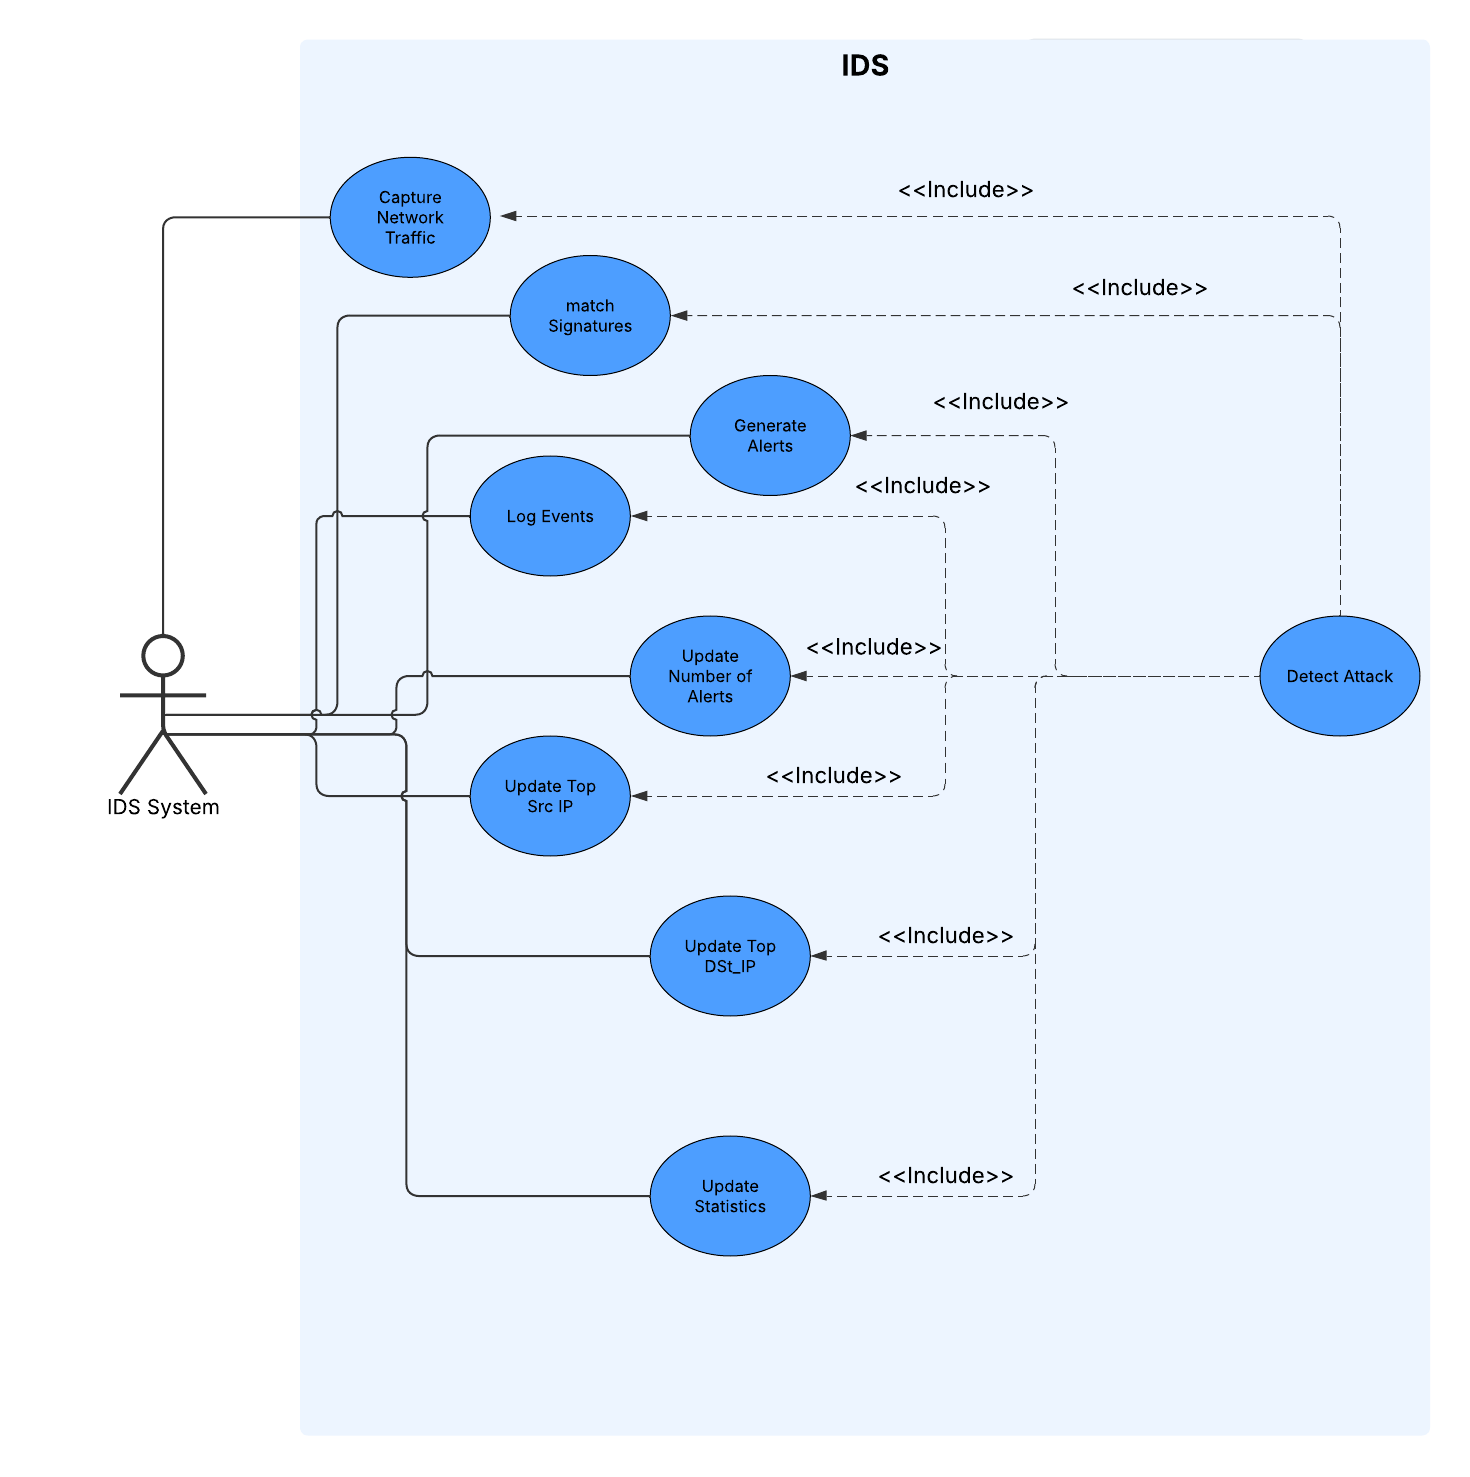 IDS
Capture
Network
Traffic
<<Include>>
match
Signatures
<<Include>>
Generate
Alerts
<<Include>>
Log Events
<<Include>>
Update
Number of
Alerts
<<Include>>
Detect Attack
Update Top
Src IP
<<Include>>
IDS System
Update Top
DSt_IP
<<Include>>
Update
Statistics
<<Include>>